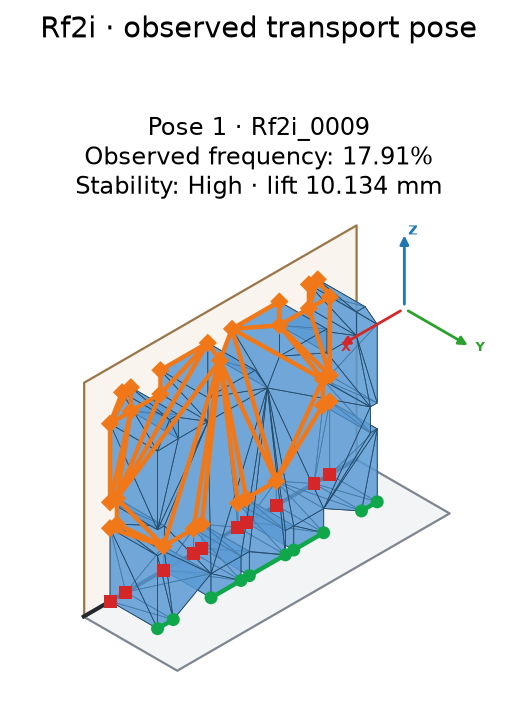 Rf2i · observed transport pose
Pose 1 · Rf2i_0009
Observed frequency: 17.91%
Stability: High · lift 10.134 mm
Z
X
Y